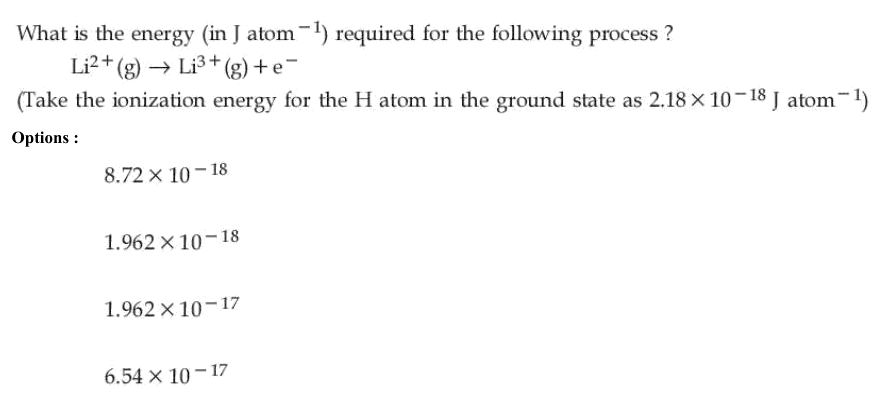 What is the energy (in J atom⁻¹) required for the following process ?
Li²⁺(g) → Li³⁺(g) + e⁻
(Take the ionization energy for the H atom in the ground state as 2.18 × 10⁻¹⁸ J atom⁻¹)
Options :
8.72 × 10⁻¹⁸
1.962 × 10⁻¹⁸
1.962 × 10⁻¹⁷
6.54 × 10⁻¹⁷